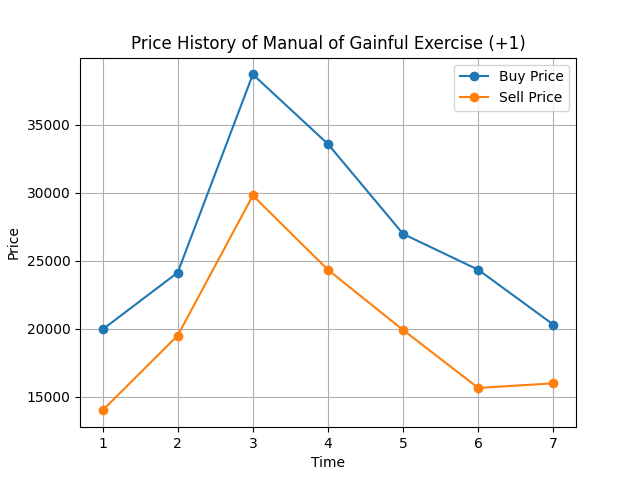 Price History of Manual of Gainful Exercise (+1)
Buy Price
Sell Price
35000
30000
25000
20000
15000
Price
1 2 3 4 5 6 7
Time